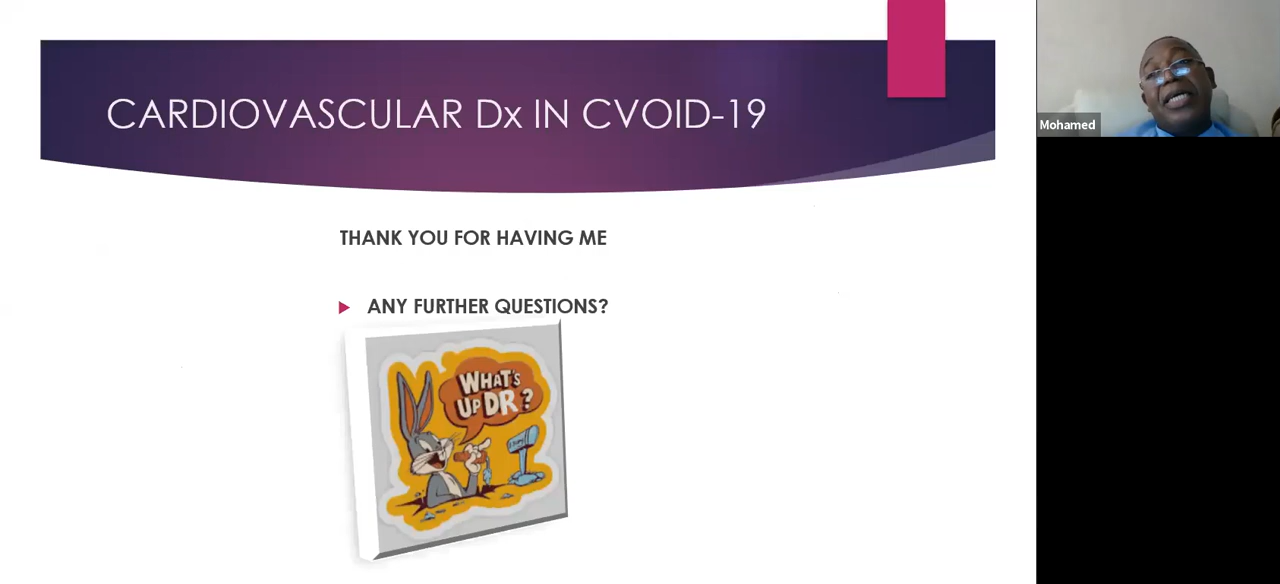 CARDIOVASCULAR Dx IN CVOID-19
Mohamed
THANK YOU FOR HAVING ME
ANY FURTHER QUESTIONS?
WHAT'S
UP DR?